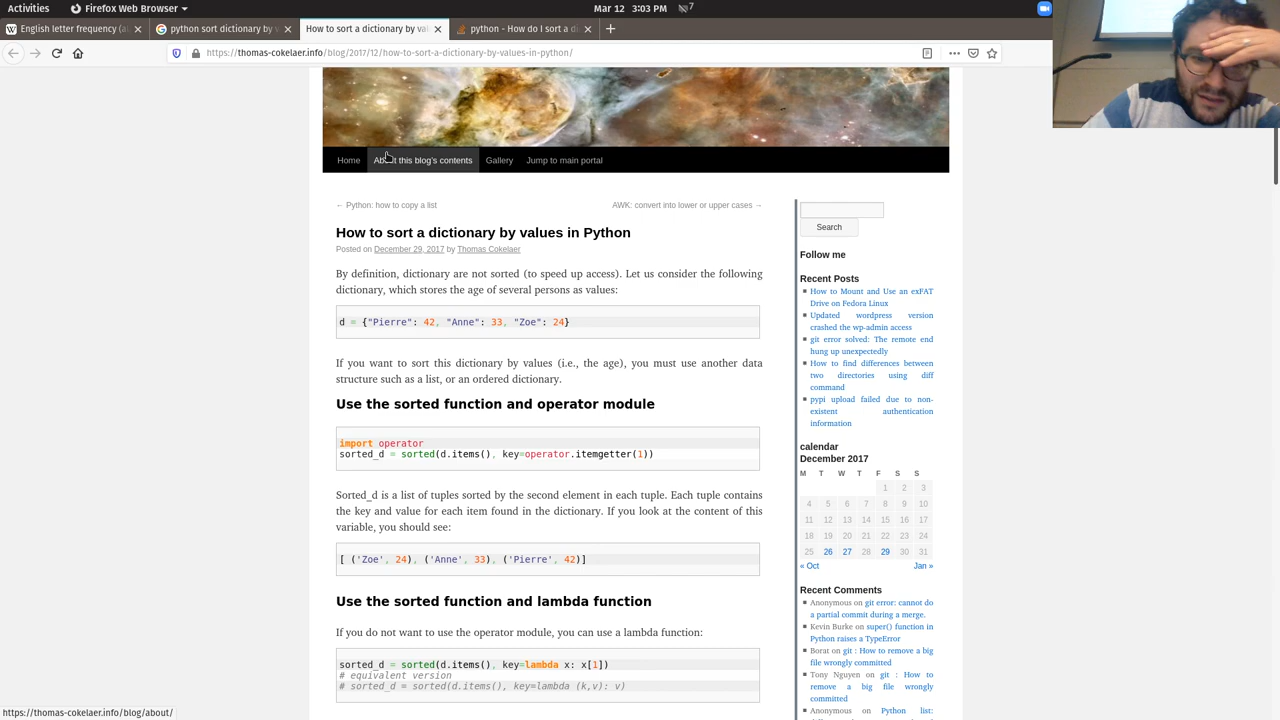 Activities
Firefox Web Browser
Mar 12 3:03 PM
7
English letter frequency (a
python sort dictionary by v
How to sort a dictionary by va
python - How do I sort a di
https://thomas-cokelaer.info/blog/2017/12/how-to-sort-a-dictionary-by-values-in-python/
Home
About this blog's contents
Gallery
Jump to main portal
← Python: how to copy a list
AWK: convert into lower or upper cases →
How to sort a dictionary by values in Python
Posted on December 29, 2017 by Thomas Cokelaer
By definition, dictionary are not sorted (to speed up access). Let us consider the following
dictionary, which stores the age of several persons as values:
d = {"Pierre": 42, "Anne": 33, "Zoe": 24}
If you want to sort this dictionary by values (i.e., the age), you must use another data
structure such as a list, or an ordered dictionary.
Use the sorted function and operator module
import operator
sorted_d = sorted(d.items(), key=operator.itemgetter(1))
Sorted_d is a list of tuples sorted by the second element in each tuple. Each tuple contains
the key and value for each item found in the dictionary. If you look at the content of this
variable, you should see:
[ ('Zoe', 24), ('Anne', 33), ('Pierre', 42)]
Use the sorted function and lambda function
If you do not want to use the operator module, you can use a lambda function:
sorted_d = sorted(d.items(), key=lambda x: x[1])
# equivalent version
# sorted_d = sorted(d.items(), key=lambda (k,v): v)
Search
Follow me
Recent Posts
How to Mount and Use an exFAT
Drive on Fedora Linux
Updated wordpress version
crashed the wp-admin access
git error solved: The remote end
hung up unexpectedly
How to find differences between
two directories using diff
command
pypi upload failed due to non-
existent authentication
information
calendar
December 2017
M T W T F S S
1 2 3
4 5 6 7 8 9 10
11 12 13 14 15 16 17
18 19 20 21 22 23 24
25 26 27 28 29 30 31
« Oct Jan »
Recent Comments
Anonymous on git error: cannot do
a partial commit during a merge.
Kevin Burke on super() function in
Python raises a TypeError
Borat on git : How to remove a big
file wrongly committed
Tony Nguyen on git : How to
remove a big file wrongly
committed
Anonymous on Python list:
https://thomas-cokelaer.info/blog/about/